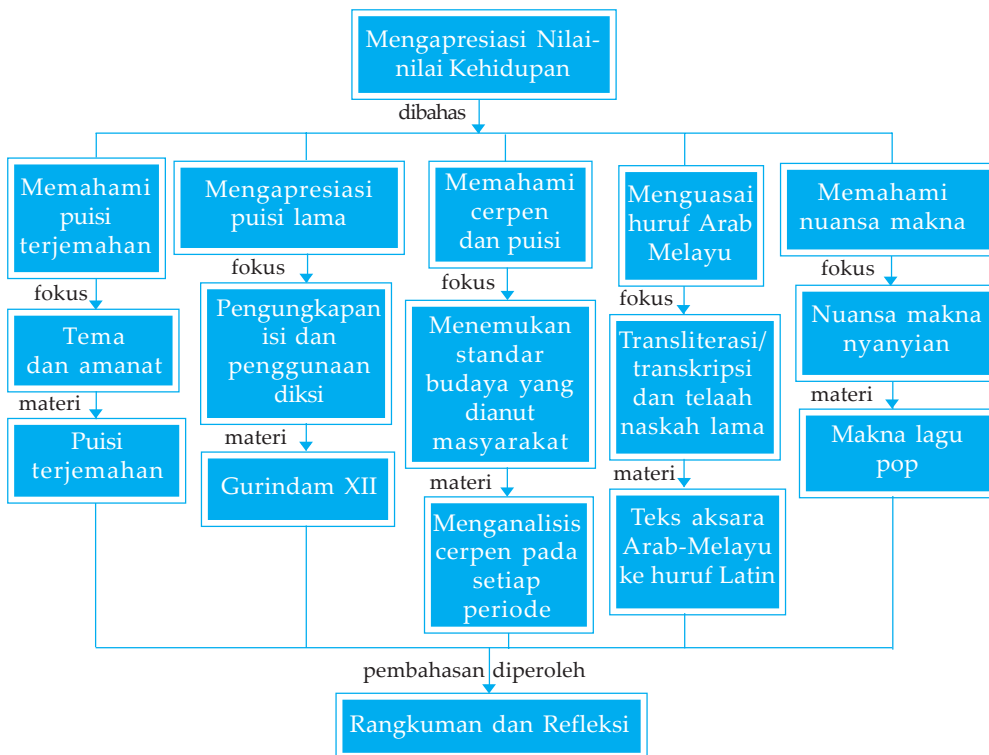 Mengapresiasi Nilai-
nilai Kehidupan
dibahas
Memahami
puisi
terjemahan
fokus
Tema
dan amanat
materi
Puisi
terjemahan
Mengapresiasi
puisi lama
fokus
Pengungkapan
isi dan
penggunaan
diksi
materi
Gurindam XII
Memahami
cerpen
dan puisi
fokus
Menemukan
standar
budaya yang
dianut
masyarakat
materi
Menganalisis
cerpen pada
setiap
periode
Menguasai
huruf Arab
Melayu
fokus
Transliterasi/
transkripsi
dan telaah
naskah lama
materi
Teks aksara
Arab-Melayu
ke huruf Latin
Memahami
nuansa makna
fokus
Nuansa makna
nyanyian
materi
Makna lagu
pop
pembahasan diperoleh
Rangkuman dan Refleksi